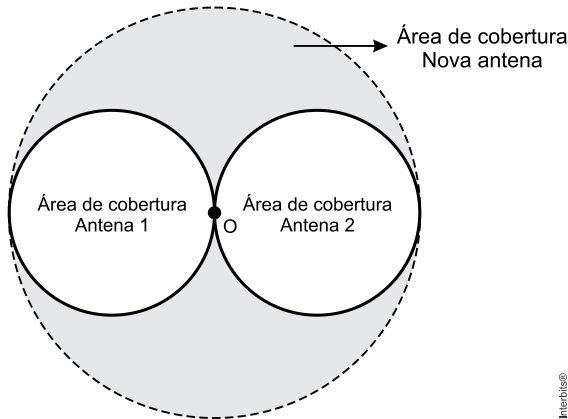 Área de cobertura
Nova antena
Área de cobertura
Antena 1
Área de cobertura
Antena 2
O
Interbits®